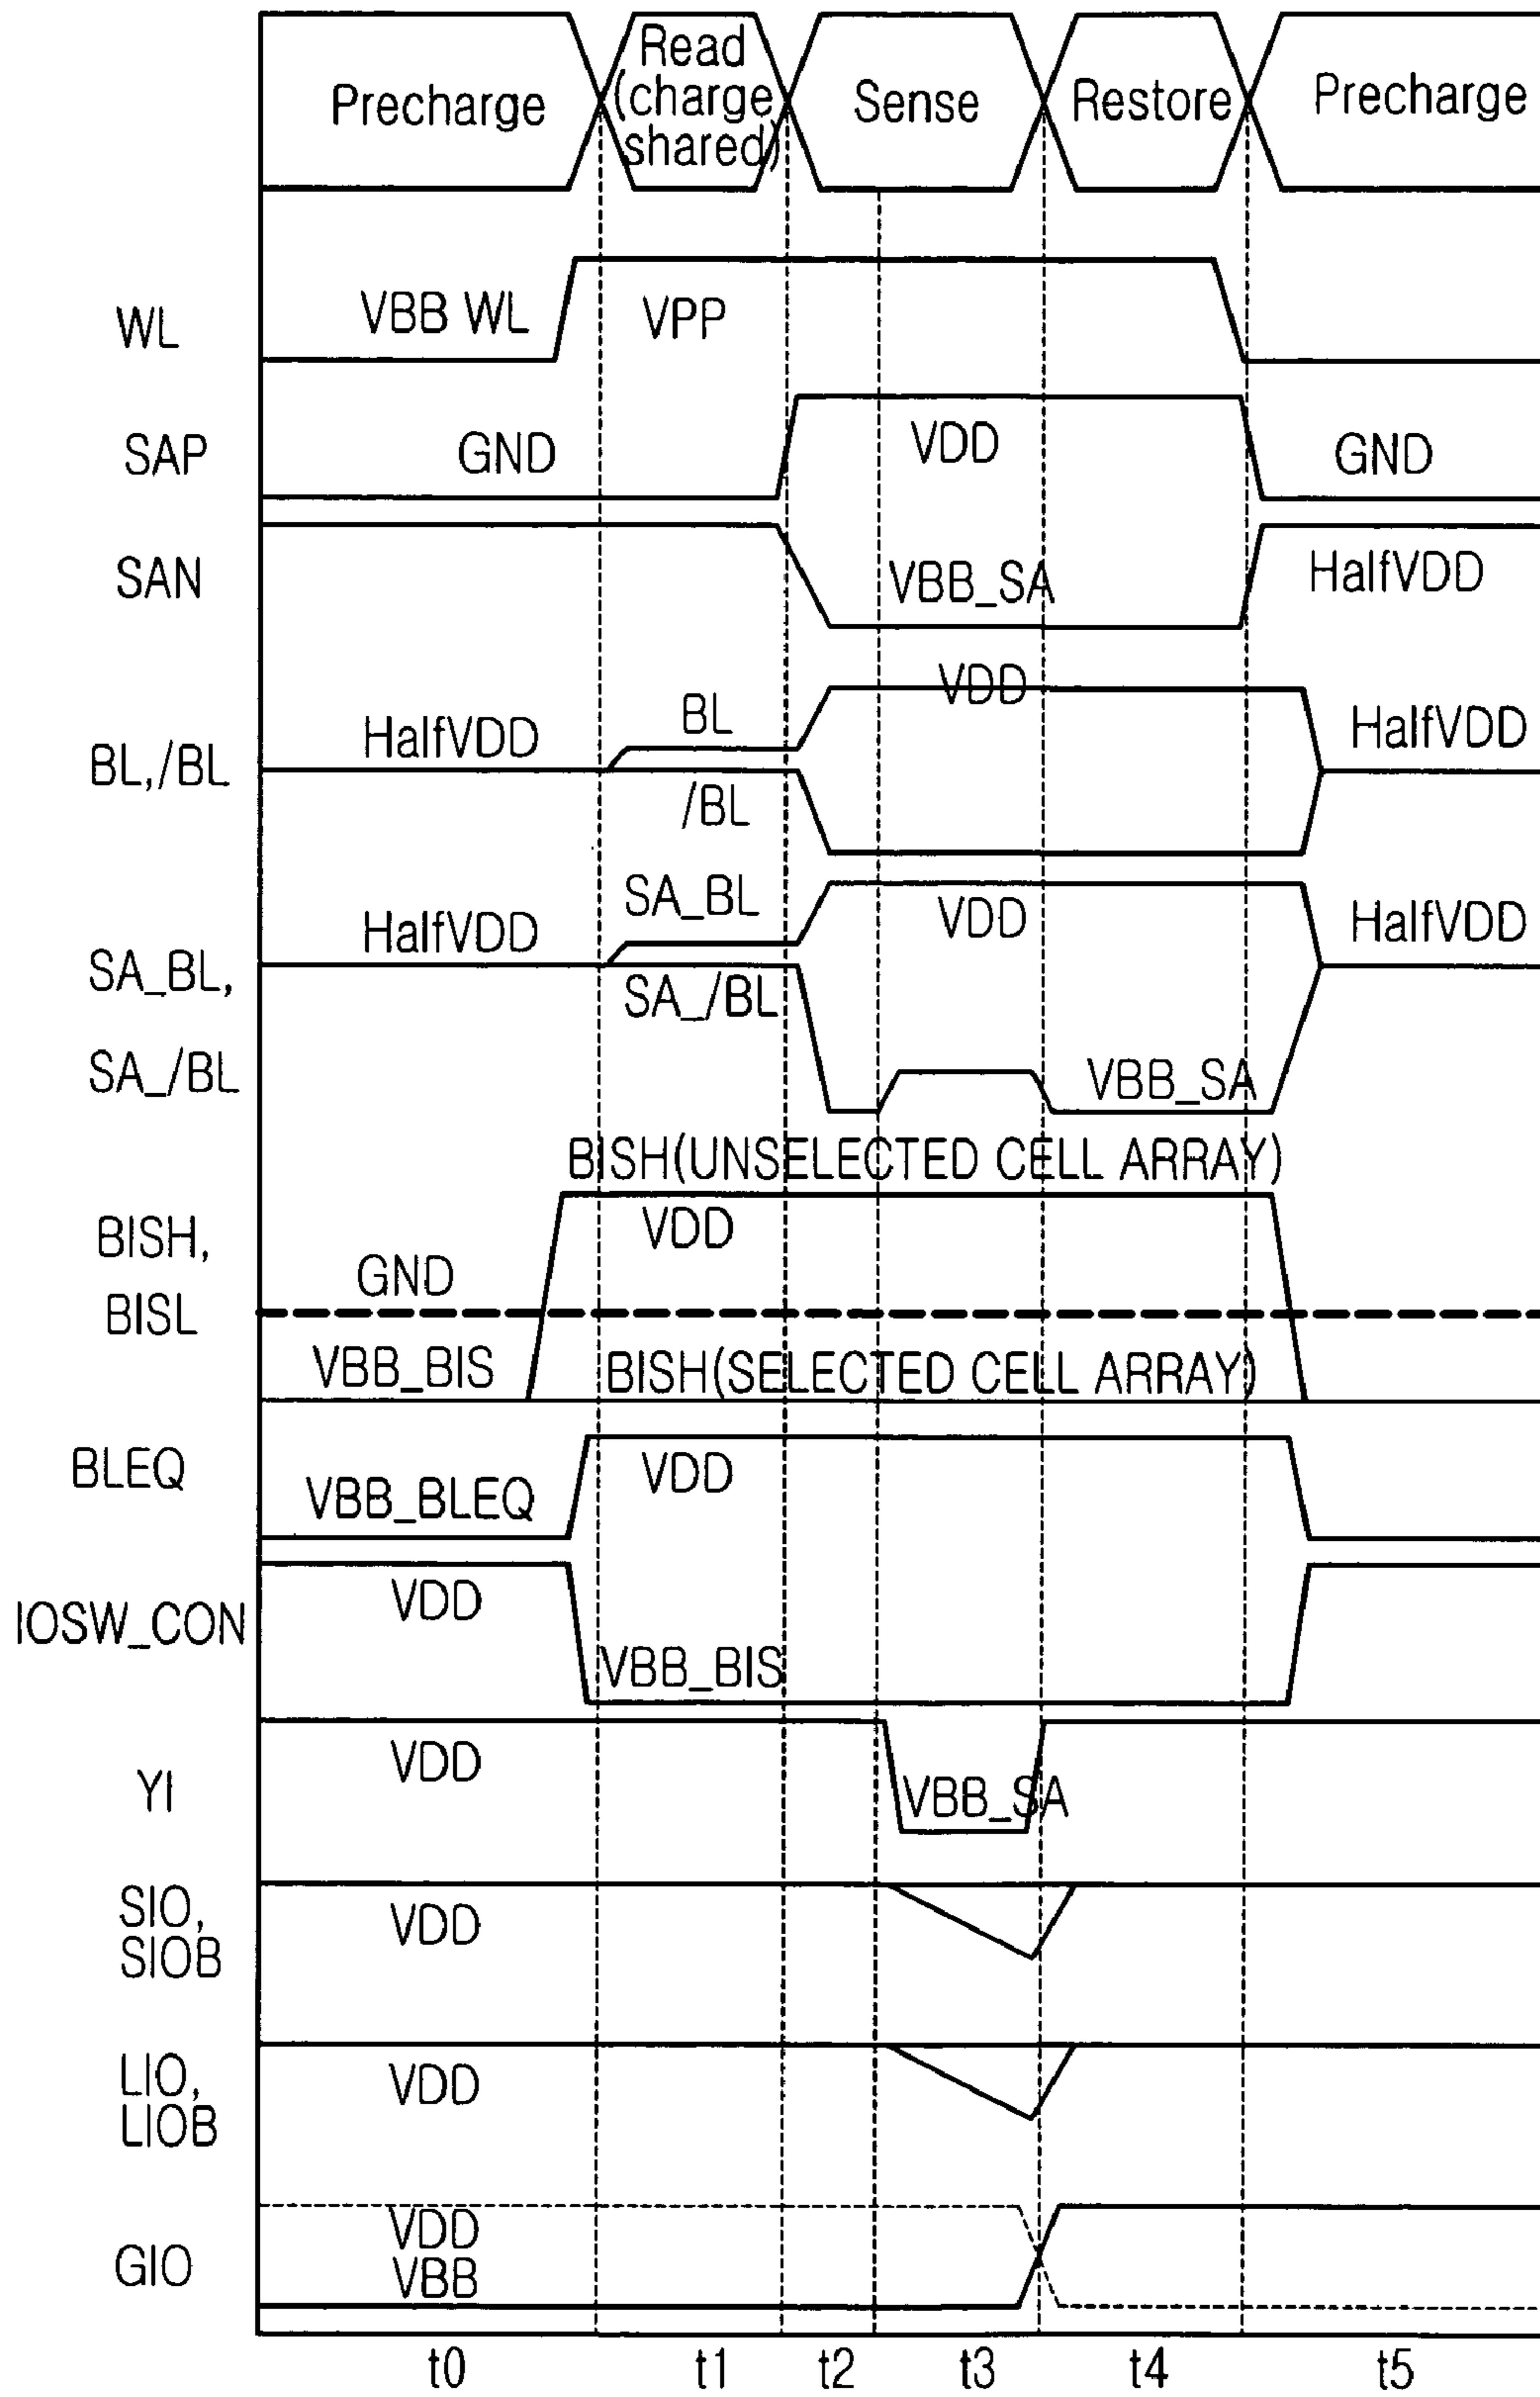 Precharge
Read
(charge
shared)
Sense
Restore
Precharge
WL
VBB WL
VPP
SAP
GND
VDD
GND
SAN
VBB_SA
HalfVDD
BL,/BL
HalfVDD
BL
/BL
VDD
HalfVDD
SA_BL,
SA_/BL
HalfVDD
SA_BL
SA_/BL
VDD
VBB_SA
HalfVDD
BISH,
BISL
BISH(UNSELECTED CELL ARRAY)
VDD
GND
VBB_BIS
BISH(SELECTED CELL ARRAY)
BLEQ
VBB_BLEQ
VDD
IOSW_CON
VDD
VBB_BIS
YI
VDD
VBB_SA
SIO,
SIOB
VDD
LIO,
LIOB
VDD
GIO
VDD
VBB
t0 t1 t2 t3 t4 t5